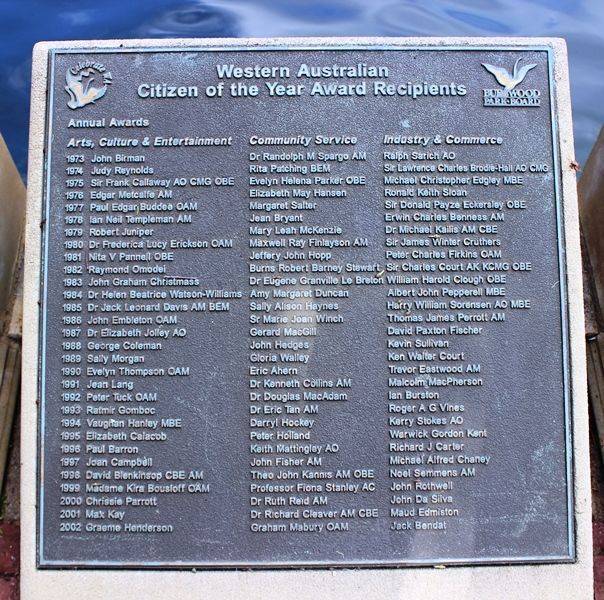 Celebrate WA
Western Australian
Citizen of the Year Award Recipients
BURSWOOD
PARK BOARD
Annual Awards
Arts, Culture & Entertainment Community Service Industry & Commerce
1973 John Birman Dr Randolph M Spargo AM Ralph Sarich AO
1974 Judy Reynolds Rita Patching BEM Sir Lawrence Charles Brodie-Hall AO CMG
1975 Sir Frank Callaway AO CMG OBE Evelyn Helena Parker OBE Michael Christopher Edgley MBE
1976 Edgar Metcalfe AM Elizabeth May Hansen Ronald Keith Sloan
1977 Paul Edgar Buddee OAM Margaret Salter Sir Donald Payze Eckersley OBE
1978 Ian Neil Templeman AM Jean Bryant Erwin Charles Benness AM
1979 Robert Juniper Mary Leah McKenzie Dr Michael Kailis AM CBE
1980 Dr Frederica Lucy Erickson OAM Maxwell Ray Finlayson AM Sir James Winter Cruthers
1981 Nita V Pannell OBE Jeffery John Hopp Peter Charles Firkins OAM
1982 Raymond Omodei Burns Robert Barney Stewart Sir Charles Court AK KCMG OBE
1983 John Graham Christmass Dr Eugene Granville Le Breton William Harold Clough OBE
1984 Dr Helen Beatrice Watson-Williams Amy Margaret Duncan Albert John Pepperell MBE
1985 Dr Jack Leonard Davis AM BEM Sally Alison Haynes Harry William Sorensen AO MBE
1986 John Embleton OAM Sr Marie Joan Winch Thomas James Perrott AM
1987 Dr Elizabeth Jolley AO Gerard MacGill David Paxton Fischer
1988 George Coleman John Hedges Kevin Sullivan
1989 Sally Morgan Gloria Walley Ken Walter Court
1990 Evelyn Thompson OAM Eric Ahern Trevor Eastwood AM
1991 Jean Lang Dr Kenneth Collins AM Malcolm MacPherson
1992 Peter Tuck OAM Dr Douglas MacAdam Ian Burston
1993 Ratmir Gomboc Dr Eric Tan AM Roger A G Vines
1994 Vaughan Hanley MBE Darryl Hockey Kerry Stokes AO
1995 Elizabeth Calacob Peter Holland Warwick Gordon Kent
1996 Paul Barron Keith Mattingley AO Richard J Carter
1997 Joan Campbell John Fisher AM Michael Alfred Chaney
1998 David Blenkinsop CBE AM Theo John Kannis AM OBE Noel Semmens AM
1999 Madame Kira Bousloff OAM Professor Fiona Stanley AC John Rothwell
2000 Chrissie Parrott Dr Ruth Reid AM John Da Silva
2001 Max Kay Dr Richard Cleaver AM CBE Maud Edmiston
2002 Graeme Henderson Graham Mabury OAM Jack Bendat